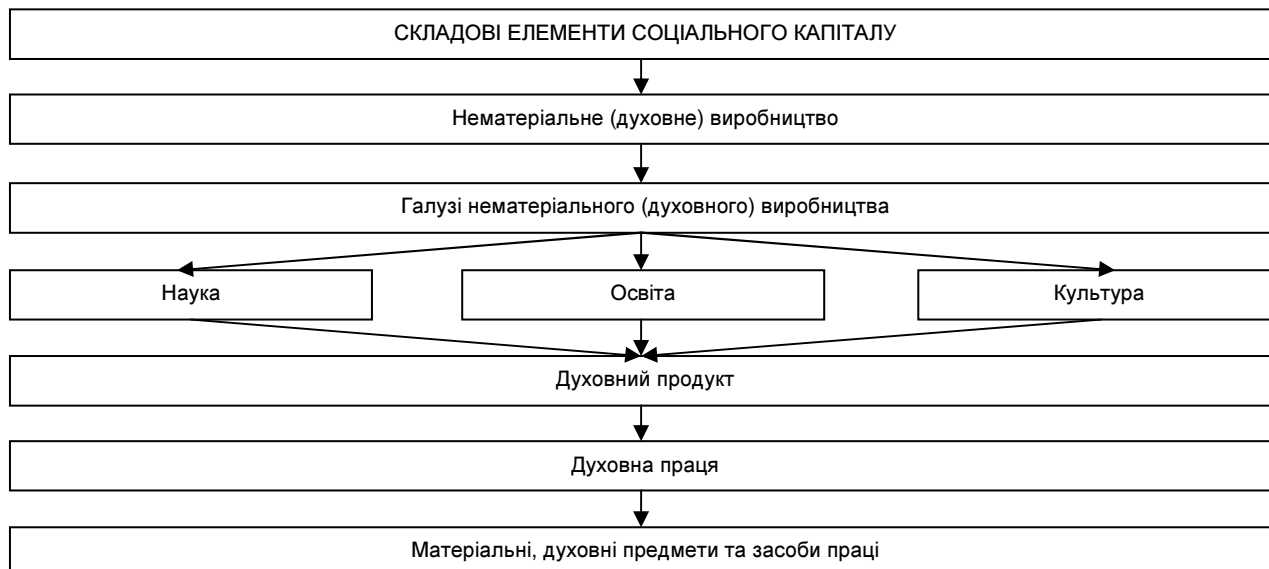 СКЛАДОВІ ЕЛЕМЕНТИ СОЦІАЛЬНОГО КАПІТАЛУ
Нематеріальне (духовне) виробництво
Галузі нематеріального (духовного) виробництва
Наука
Освіта
Культура
Духовний продукт
Духовна праця
Матеріальні, духовні предмети та засоби праці